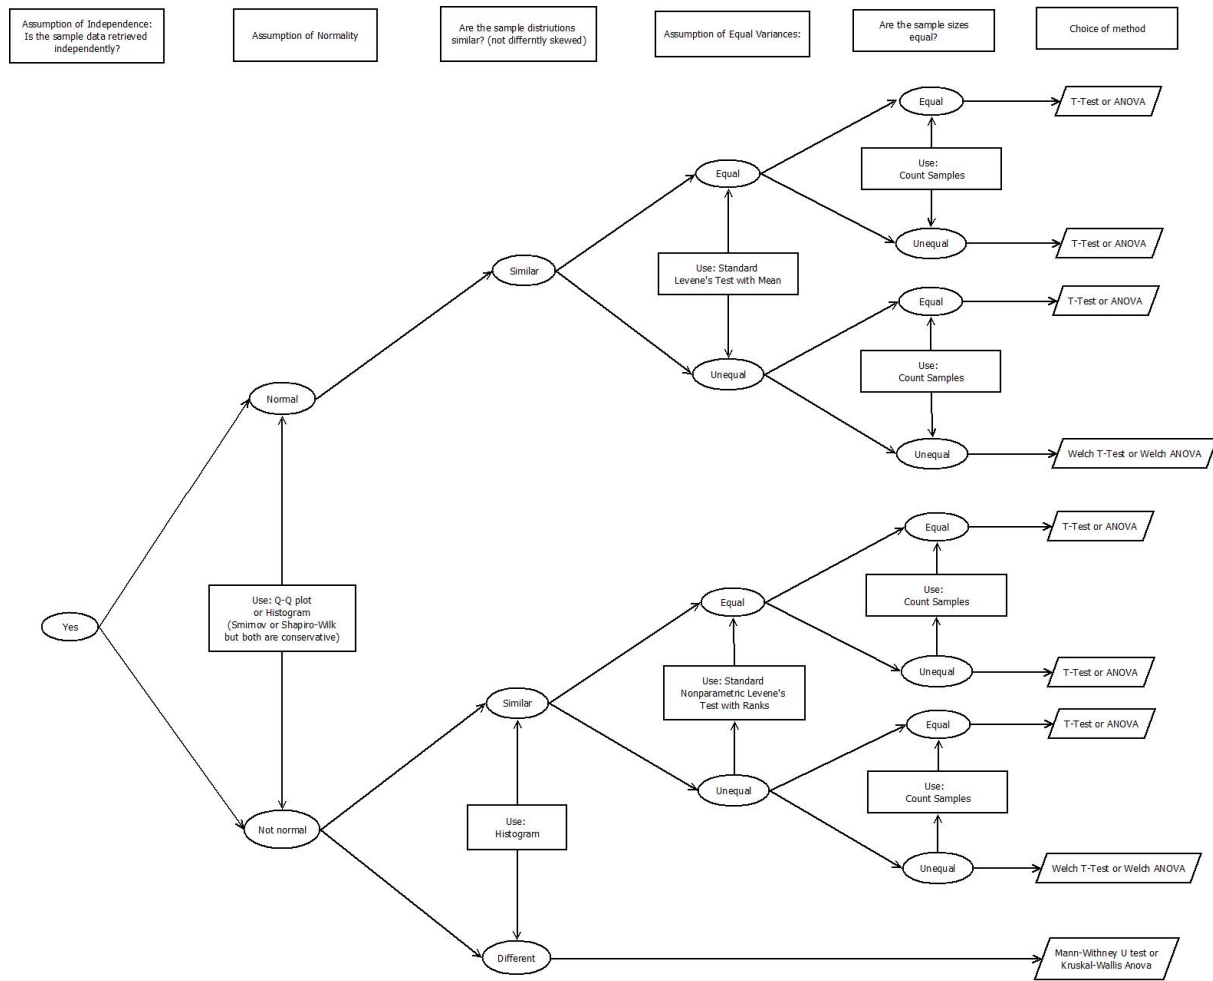 Assumption of Independence:
Is the sample data retrieved
independently?
Assumption of Normality
Are the sample distriutions
similar? (not differntly skewed)
Assumption of Equal Variances:
Are the sample sizes
equal?
Choice of method
Equal
T-Test or ANOVA
Use:
Count Samples
Equal
Unequal
T-Test or ANOVA
Similar
Use: Standard
Levene's Test with Mean
Equal
T-Test or ANOVA
Use:
Count Samples
Unequal
Normal
Unequal
Welch T-Test or Welch ANOVA
Equal
T-Test or ANOVA
Use:
Count Samples
Equal
Use: Q-Q plot
or Histogram
(Smirnov or Shapiro-Wilk
but both are conservative)
Yes
Unequal
T-Test or ANOVA
Use: Standard
Nonparametric Levene's
Test with Ranks
Similar
Equal
T-Test or ANOVA
Unequal
Use:
Count Samples
Not normal
Use:
Histogram
Unequal
Welch T-Test or Welch ANOVA
Different
Mann-Withney U test or
Kruskal-Wallis Anova